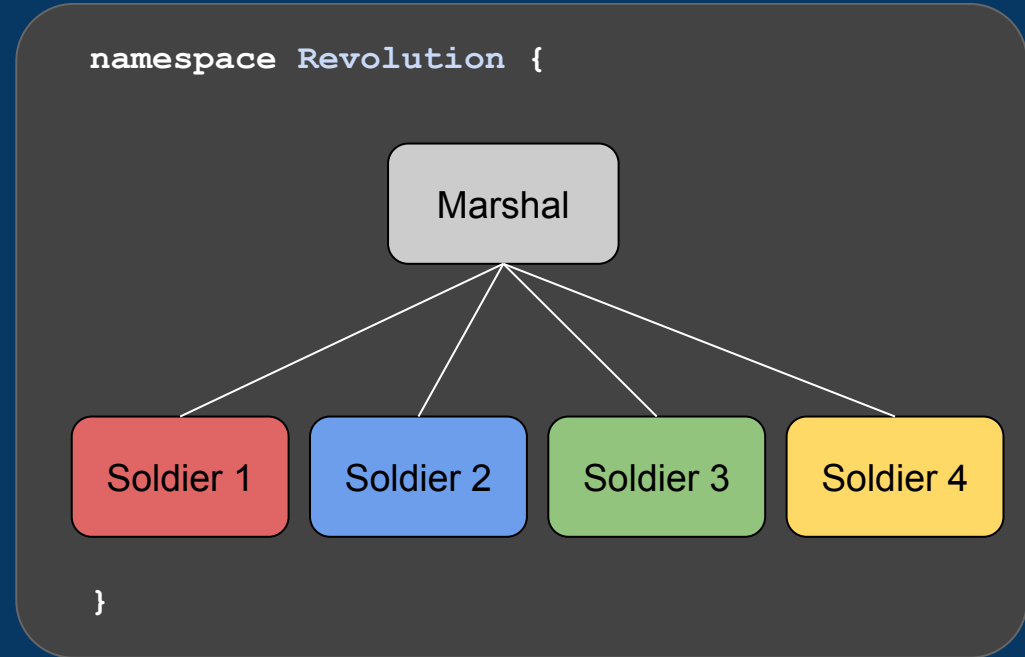 namespace Revolution {
Marshal
Soldier 1
Soldier 2
Soldier 3
Soldier 4
}